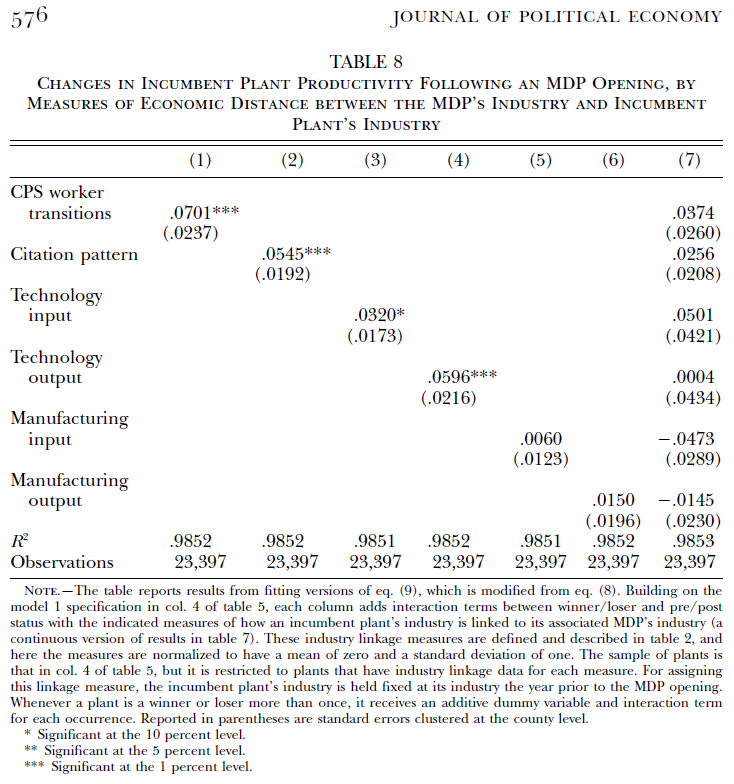 576 JOURNAL OF POLITICAL ECONOMY
TABLE 8
Changes in Incumbent Plant Productivity Following an MDP Opening, by
Measures of Economic Distance between the MDP's Industry and Incumbent
Plant's Industry
(1) (2) (3) (4) (5) (6) (7)
CPS worker
transitions .0701*** .0374
(.0237) (.0260)
Citation pattern .0545*** .0256
(.0192) (.0208)
Technology
input .0320* .0501
(.0173) (.0421)
Technology
output .0596*** .0004
(.0216) (.0434)
Manufacturing
input .0060 −.0473
(.0123) (.0289)
Manufacturing
output .0150 −.0145
(.0196) (.0230)
R² .9852 .9852 .9851 .9852 .9851 .9852 .9853
Observations 23,397 23,397 23,397 23,397 23,397 23,397 23,397
Note.—The table reports results from fitting versions of eq. (9), which is modified from eq. (8). Building on the
model 1 specification in col. 4 of table 5, each column adds interaction terms between winner/loser and pre/post
status with the indicated measures of how an incumbent plant's industry is linked to its associated MDP's industry (a
continuous version of results in table 7). These industry linkage measures are defined and described in table 2, and
here the measures are normalized to have a mean of zero and a standard deviation of one. The sample of plants is
that in col. 4 of table 5, but it is restricted to plants that have industry linkage data for each measure. For assigning
this linkage measure, the incumbent plant's industry is held fixed at its industry the year prior to the MDP opening.
Whenever a plant is a winner or loser more than once, it receives an additive dummy variable and interaction term
for each occurrence. Reported in parentheses are standard errors clustered at the county level.
* Significant at the 10 percent level.
** Significant at the 5 percent level.
*** Significant at the 1 percent level.